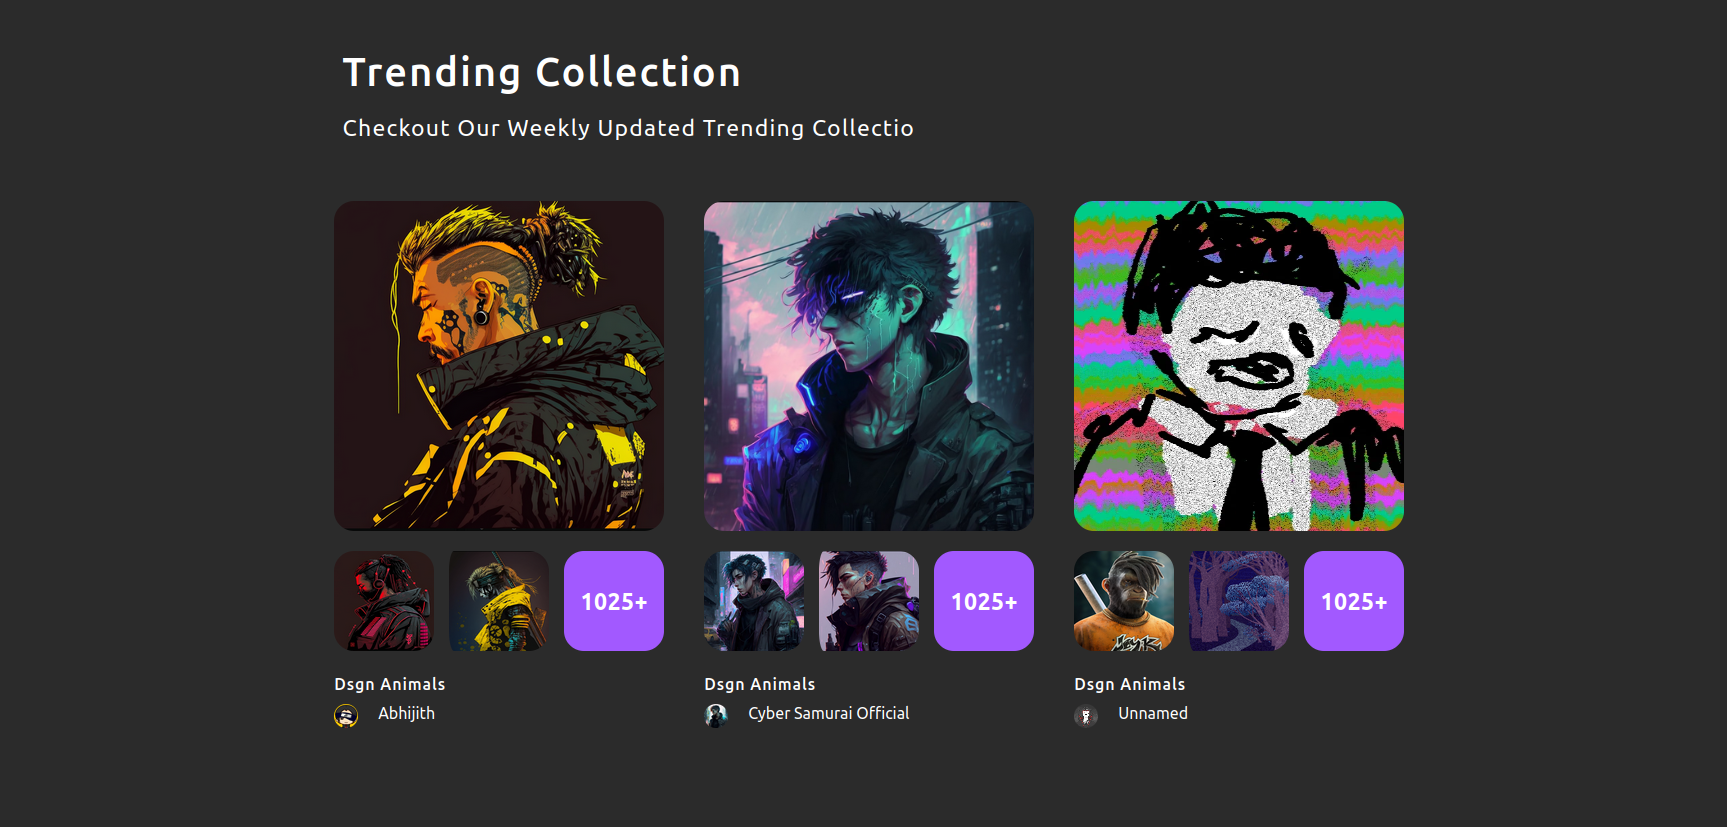 Trending Collection
Checkout Our Weekly Updated Trending Collectio
1025+
1025+
1025+
Dsgn Animals
Dsgn Animals
Dsgn Animals
Abhijith
Cyber Samurai Official
Unnamed